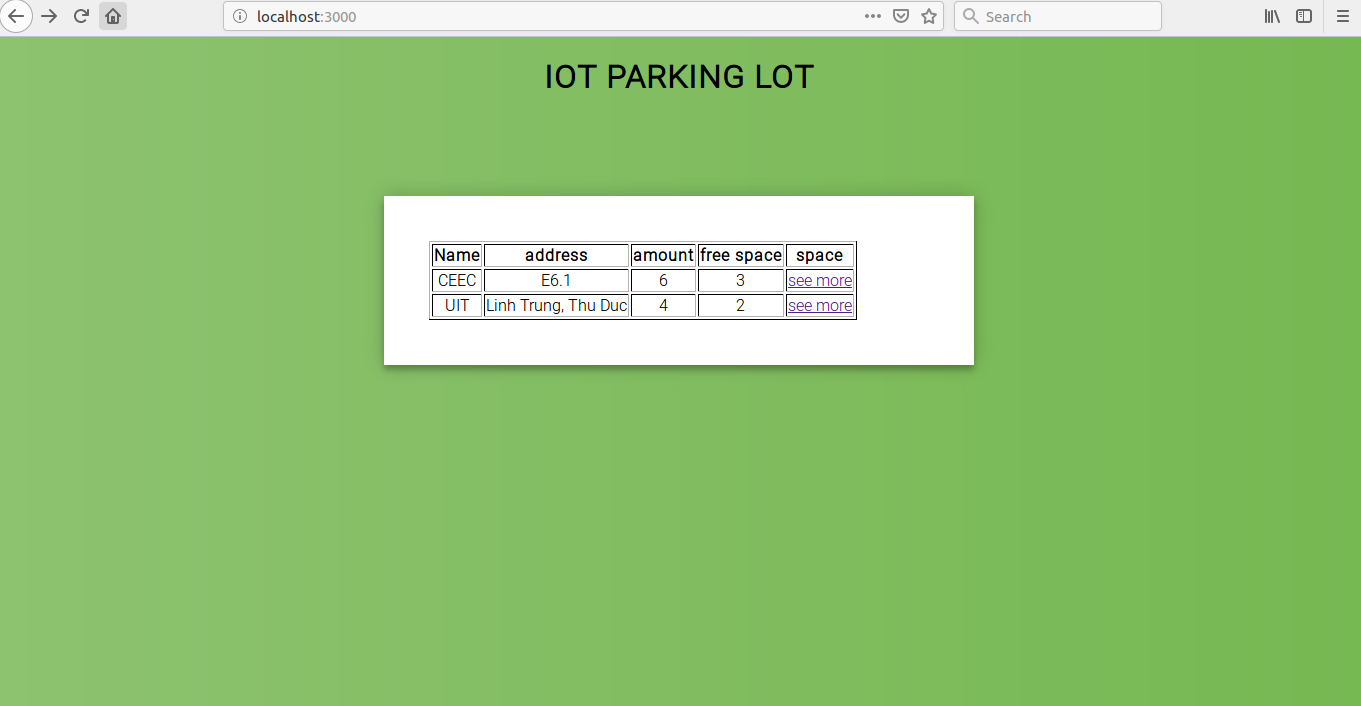 localhost:3000
Search
IOT PARKING LOT
Name address amount free space space
CEEC E6.1 6 3 see more
UIT Linh Trung, Thu Duc 4 2 see more